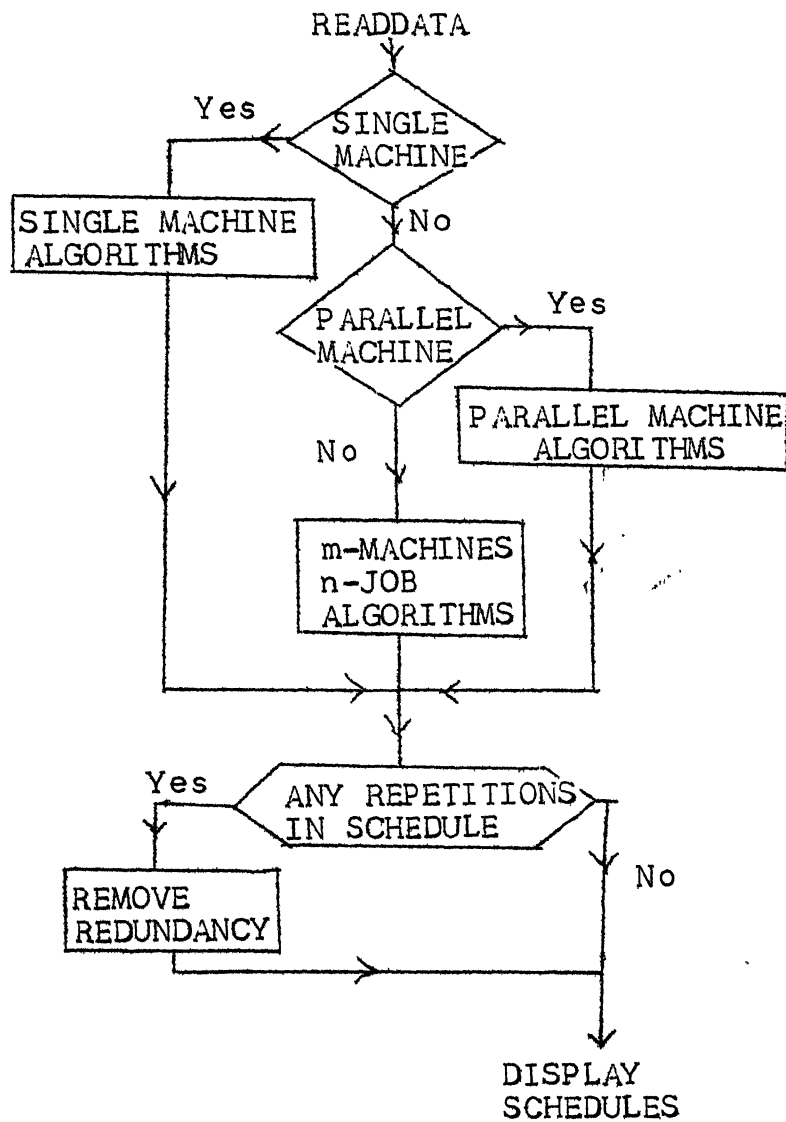 READDATA
Yes
SINGLE
MACHINE
SINGLE MACHINE
ALGORITHMS
No
PARALLEL
MACHINE
Yes
PARALLEL MACHINE
ALGORITHMS
No
m-MACHINES
n-JOB
ALGORITHMS
Yes
ANY REPETITIONS
IN SCHEDULE
No
REMOVE
REDUNDANCY
DISPLAY
SCHEDULES